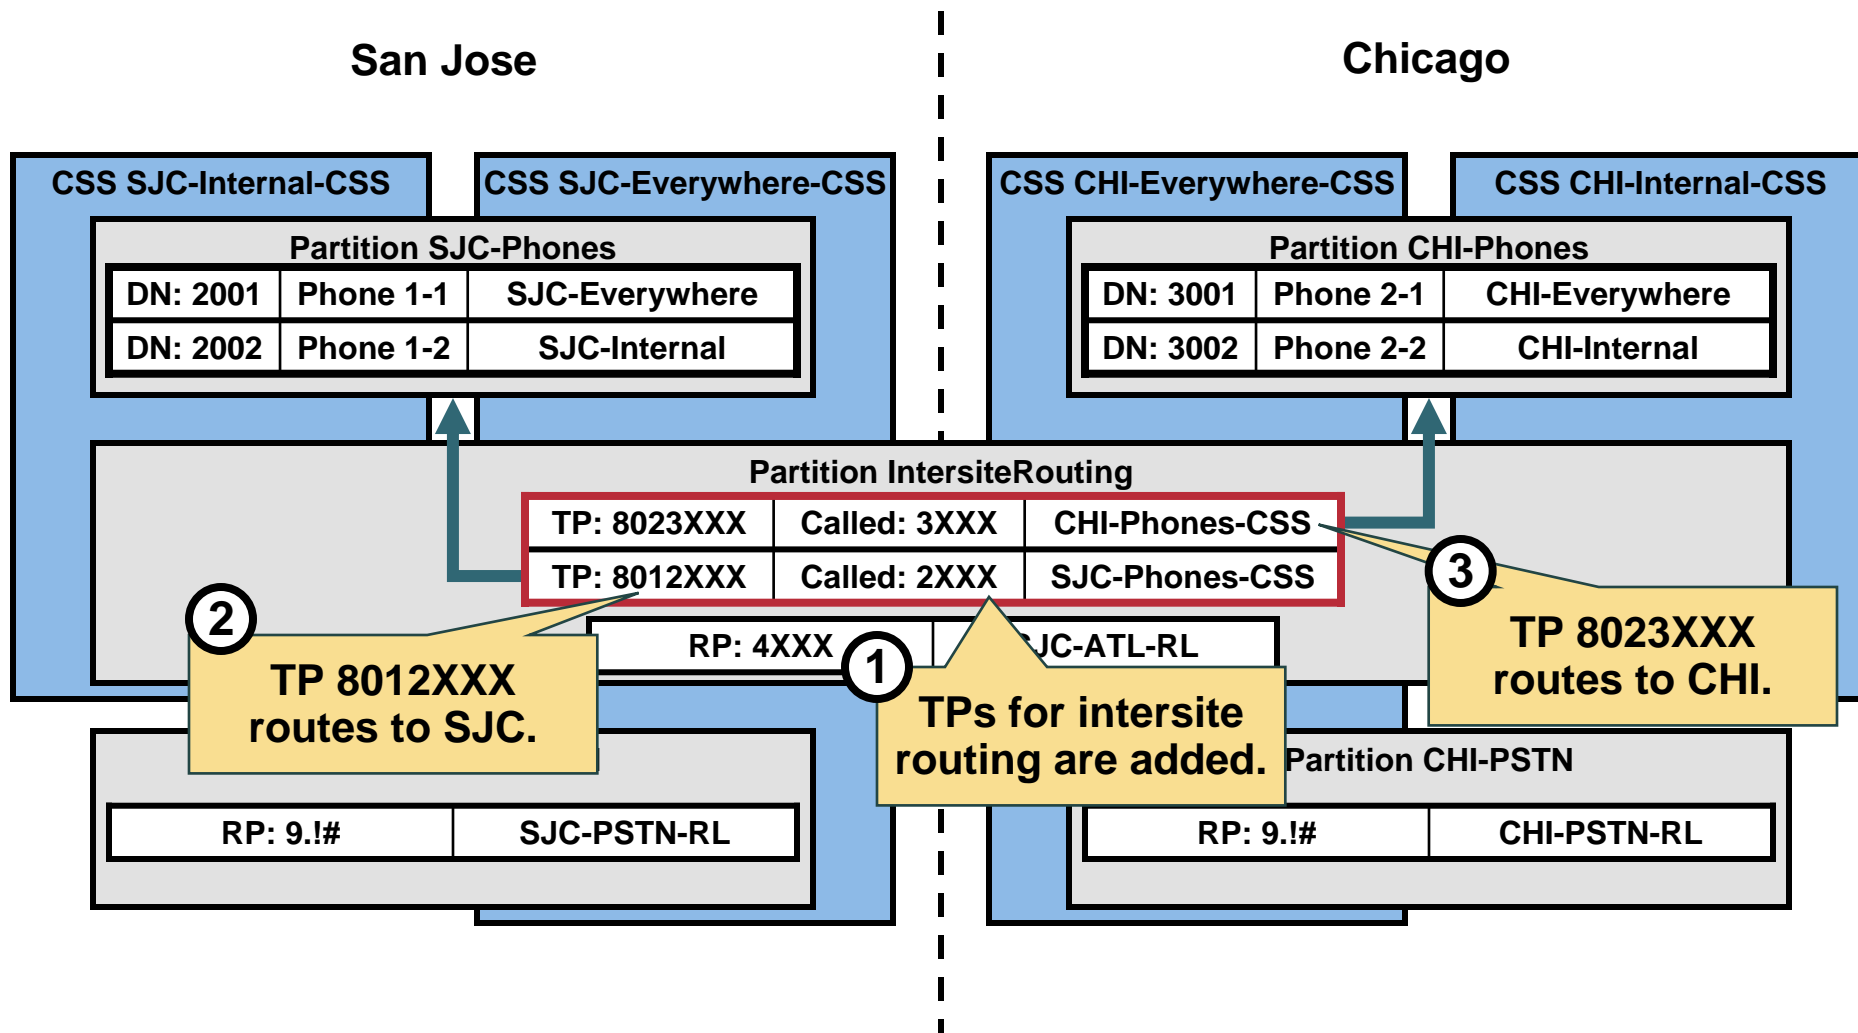 San Jose
Chicago
CSS SJC-Internal-CSS
CSS SJC-Everywhere-CSS
CSS CHI-Everywhere-CSS
CSS CHI-Internal-CSS
Partition SJC-Phones
DN: 2001 Phone 1-1 SJC-Everywhere
DN: 2002 Phone 1-2 SJC-Internal
Partition CHI-Phones
DN: 3001 Phone 2-1 CHI-Everywhere
DN: 3002 Phone 2-2 CHI-Internal
Partition IntersiteRouting
TP: 8023XXX Called: 3XXX CHI-Phones-CSS
TP: 8012XXX Called: 2XXX SJC-Phones-CSS
RP: 4XXX JC-ATL-RL
2
TP 8012XXX
routes to SJC.
1
TPs for intersite
routing are added.
3
TP 8023XXX
routes to CHI.
RP: 9.!# SJC-PSTN-RL
Partition CHI-PSTN
RP: 9.!# CHI-PSTN-RL